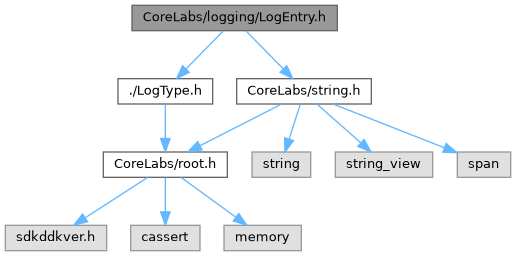 CoreLabs/logging/LogEntry.h
./LogType.h
CoreLabs/string.h
CoreLabs/root.h
string
string_view
span
sdkddkver.h
cassert
memory